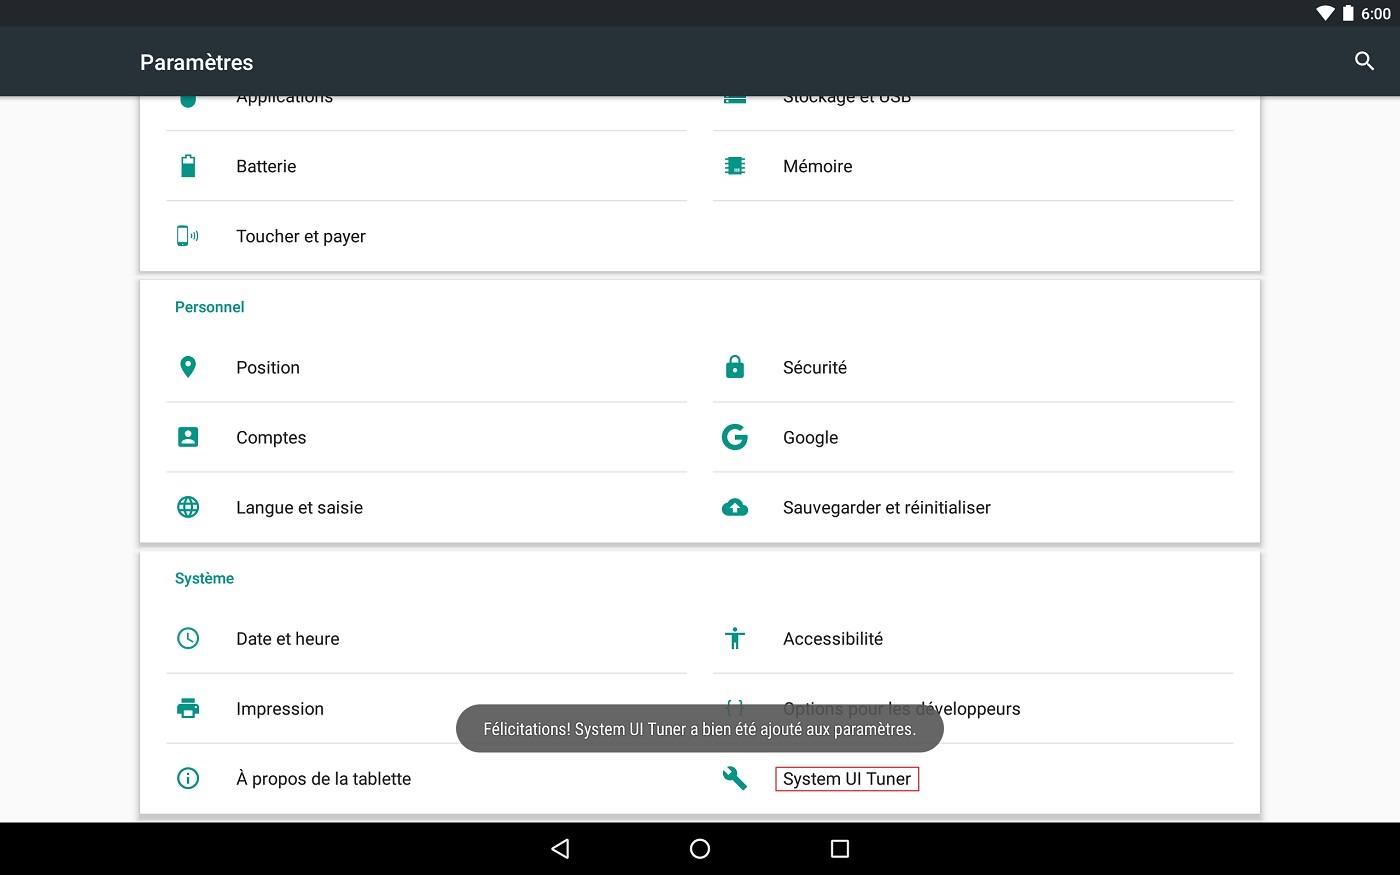 6:00
Paramètres
Applications
Stockage et USB
Batterie
Mémoire
Toucher et payer
Personnel
Position
Sécurité
Comptes
Google
Langue et saisie
Sauvegarder et réinitialiser
Système
Date et heure
Accessibilité
Impression
Options pour les développeurs
Félicitations! System UI Tuner a bien été ajouté aux paramètres.
À propos de la tablette
System UI Tuner